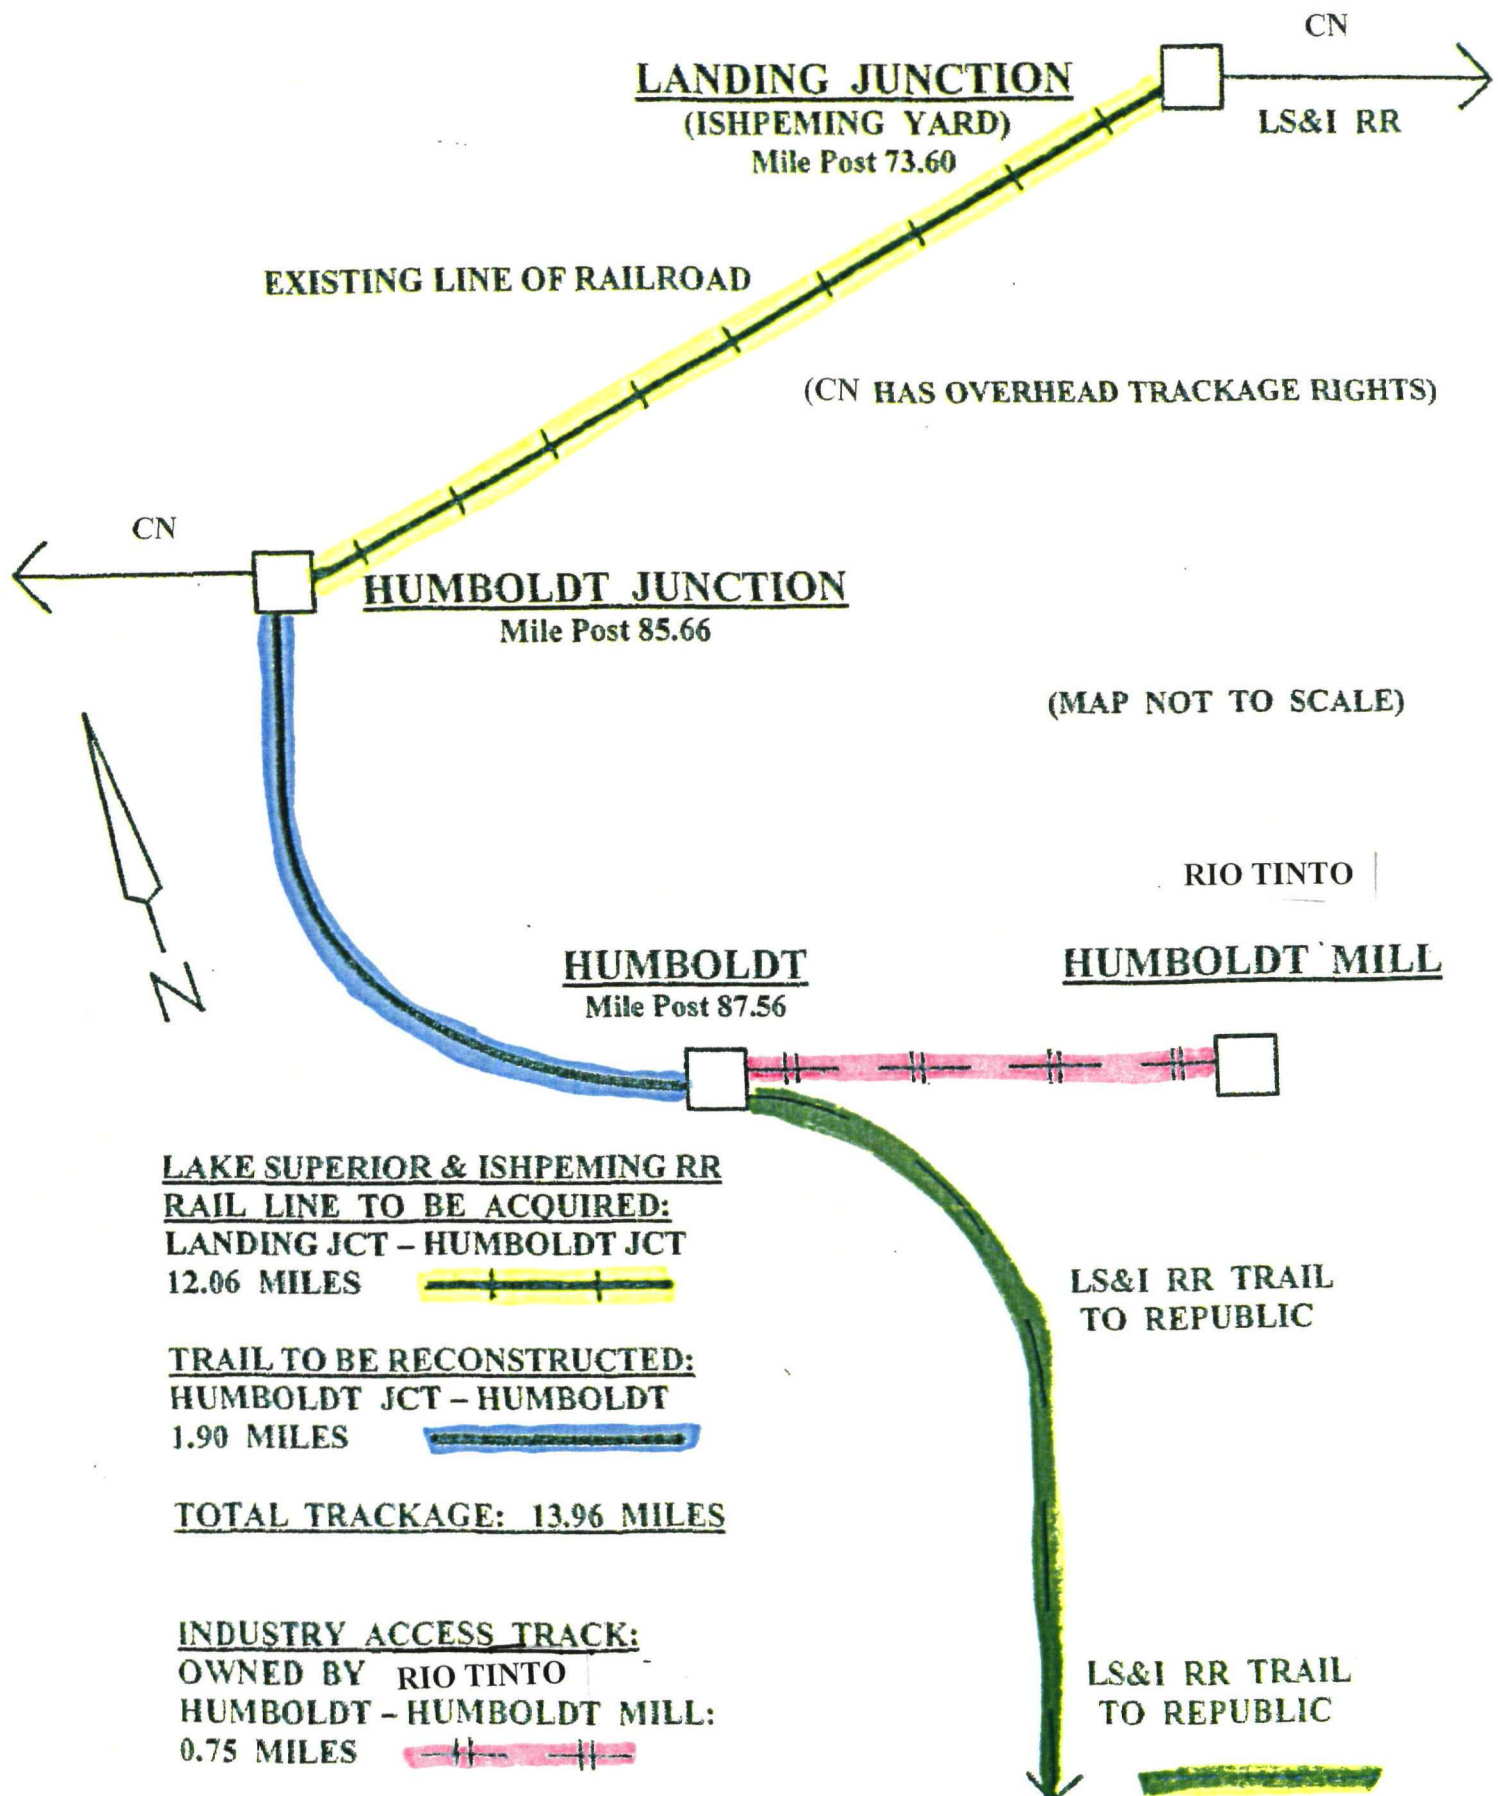 CN
LANDING JUNCTION
(ISHPEMING YARD)
Mile Post 73.60
LS&I RR
EXISTING LINE OF RAILROAD
(CN HAS OVERHEAD TRACKAGE RIGHTS)
CN
HUMBOLDT JUNCTION
Mile Post 85.66
(MAP NOT TO SCALE)
N
RIO TINTO
HUMBOLDT MILL
HUMBOLDT
Mile Post 87.56
LAKE SUPERIOR & ISHPEMING RR
RAIL LINE TO BE ACQUIRED:
LANDING JCT – HUMBOLDT JCT
12.06 MILES
TRAIL TO BE RECONSTRUCTED:
HUMBOLDT JCT – HUMBOLDT
1.90 MILES
TOTAL TRACKAGE: 13.96 MILES
INDUSTRY ACCESS TRACK:
OWNED BY RIO TINTO
HUMBOLDT – HUMBOLDT MILL:
0.75 MILES
LS&I RR TRAIL
TO REPUBLIC
LS&I RR TRAIL
TO REPUBLIC